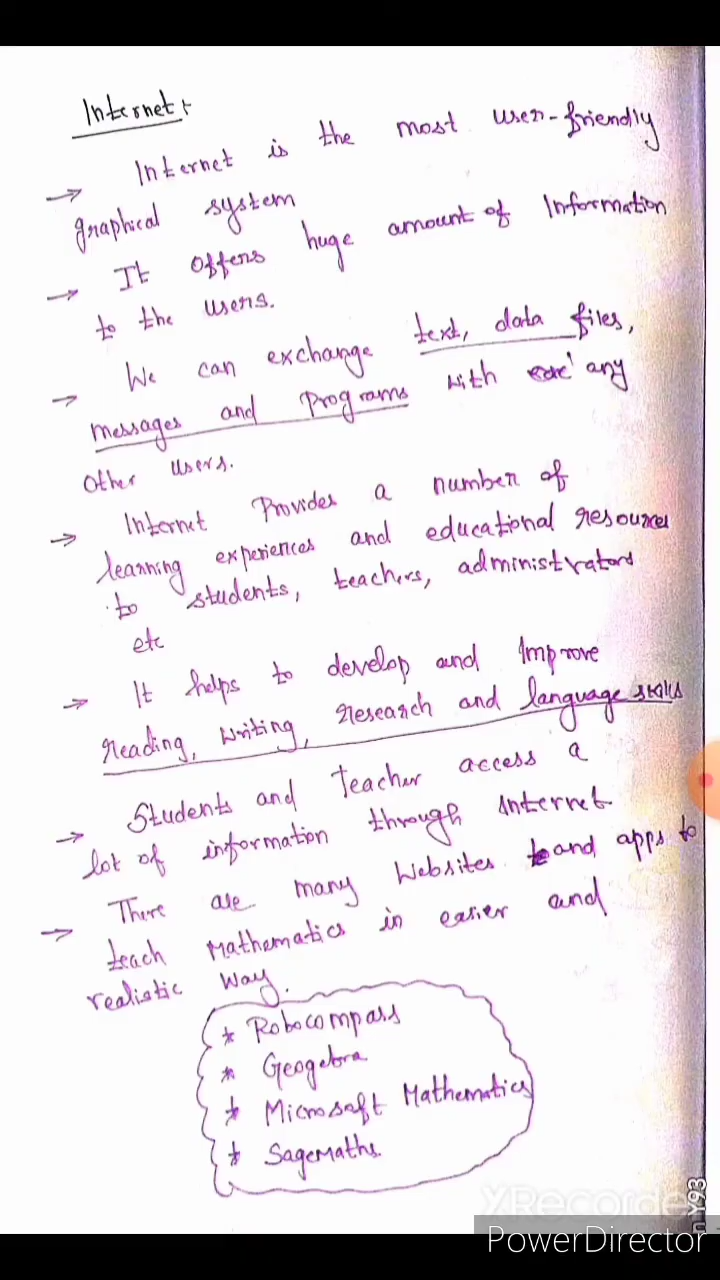 Internet :-
→ Internet is the most user-friendly
graphical system
→ It offers huge amount of Information
to the users.
→ We can exchange text, data files,
messages and programs with any
other users.
→ Internet Provides a number of
learning experiences and educational resources
to students, teachers, administrators
etc
→ It helps to develop and Improve
reading, writing, research and language skills
→ Students and Teacher access a
lot of information through Internet
→ There are many Websites and apps to
teach Mathematics in easier and
realistic way.
* Robocompass
* Geogebra
* Microsoft Mathematics
* Sagemaths.
XRecorder
n Y93
PowerDirector